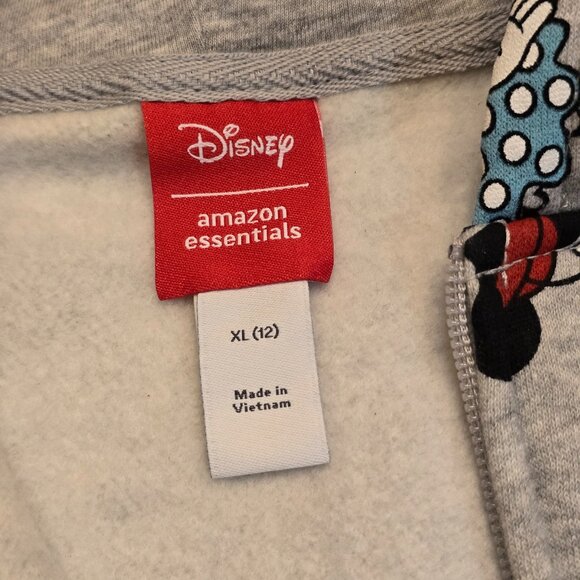 Disney
amazon
essentials
XL (12)
Made in
Vietnam